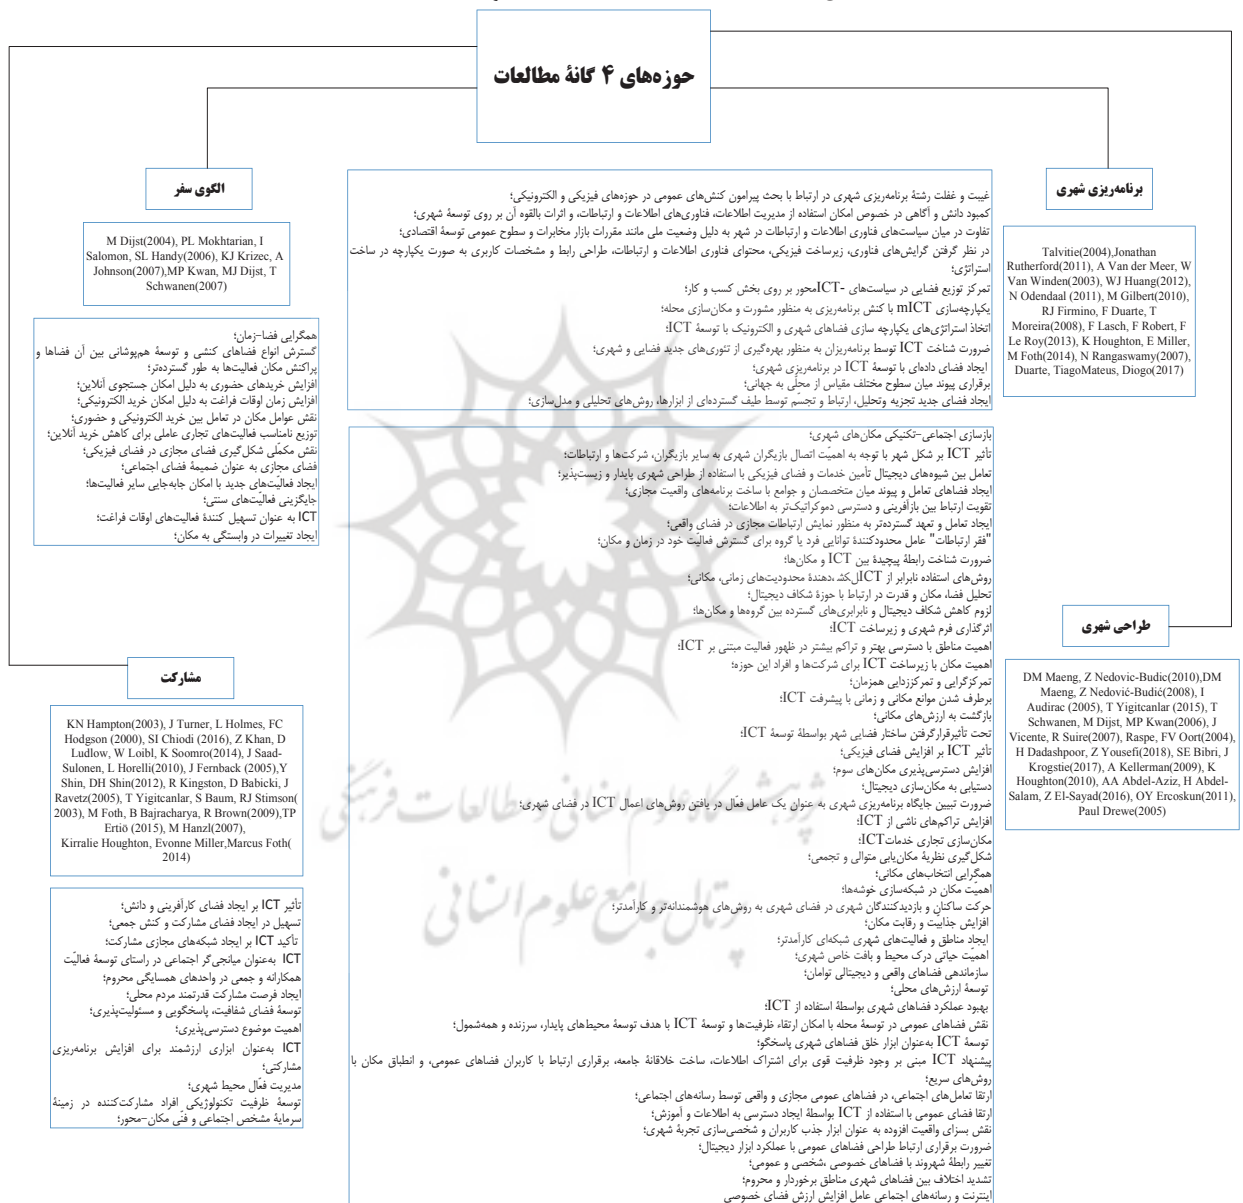 حوزه‌های ۴ گانهٔ مطالعات
برنامه‌ریزی شهری
Talvitie(2004),Jonathan
Rutherford(2011), A Van der Meer, W
Van Winden(2003), WJ Huang(2012),
N Odendaal (2011), M Gilbert(2010),
RJ Firmino, F Duarte, T
Moreira(2008), F Lasch, F Robert, F
Le Roy(2013), K Houghton, E Miller,
M Foth(2014), N Rangaswamy(2007),
Duarte, TiagoMateus, Diogo(2017)
غیبت و غفلت رشتهٔ برنامه‌ریزی شهری در ارتباط با بحث پیرامون کنش‌های عمومی در حوزه‌های فیزیکی و الکترونیکی؛
کمبود دانش و آگاهی در خصوص امکان استفاده از مدیریت اطلاعات، فناوری‌های اطلاعات و ارتباطات، و اثرات بالقوه آن بر روی توسعهٔ شهری؛
تفاوت در میان سیاست‌های فناوری اطلاعات و ارتباطات در شهر به دلیل وضعیت ملی مانند مقررات بازار مخابرات و سطوح عمومی توسعهٔ اقتصادی؛
در نظر گرفتن گرایش‌های فناوری، زیرساخت فیزیکی، محتوای فناوری اطلاعات و ارتباطات، طراحی رابط و مشخصات کاربری به صورت یکپارچه در ساخت
استراتژی؛
تمرکز توزیع فضایی در سیاست‌های -ICTمحور بر روی بخش کسب و کار؛
یکپارچه‌سازی mICT با کنش برنامه‌ریزی به منظور مشورت و مکان‌سازی محله؛
اتخاذ استراتژی‌های یکپارچه سازی فضاهای شهری و الکترونیک با توسعهٔ ICT؛
ضرورت شناخت ICT توسط برنامه‌ریزان به منظور بهره‌گیری از تئوری‌های جدید فضایی و شهری؛
ایجاد فضای داده‌ای با توسعهٔ ICT در برنامه‌ریزی شهری؛
برقراری پیوند میان سطوح مختلف مقیاس از محلّی به جهانی؛
ایجاد فضای جدید تجزیه وتحلیل، ارتباط و تجسّم توسط طیف گسترده‌ای از ابزارها، روش‌های تحلیلی و مدل‌سازی؛
الگوی سفر
M Dijst(2004), PL Mokhtarian, I
Salomon, SL Handy(2006), KJ Krizec, A
Johnson(2007),MP Kwan, MJ Dijst, T
Schwanen(2007)
همگرایی فضا-زمان؛
گسترش انواع فضاهای کنشی و توسعهٔ هم‌پوشانی بین آن فضاها و
پراکنش مکان فعالیت‌ها به طور گسترده‌تر؛
افزایش خریدهای حضوری به دلیل امکان جستجوی آنلاین؛
افزایش زمان اوقات فراغت به دلیل امکان خرید الکترونیکی؛
نقش عوامل مکان در تعامل بین خرید الکترونیکی و حضوری؛
توزیع نامناسب فعالیت‌های تجاری عاملی برای کاهش خرید آنلاین؛
نقش مکمّلی شکل‌گیری فضای مجازی در فضای فیزیکی؛
فضای مجازی به عنوان ضمیمهٔ فضای اجتماعی؛
ایجاد فعالیّت‌های جدید با امکان جابه‌جایی سایر فعالیت‌ها؛
جایگزینی فعالیّت‌های سنتی؛
ICT به عنوان تسهیل کنندهٔ فعالیت‌های اوقات فراغت؛
ایجاد تغییرات در وابستگی به مکان؛
طراحی شهری
DM Maeng, Z Nedovic-Budic(2010),DM
Maeng, Z Nedović-Budić(2008), I
Audirac (2005), T Yigitcanlar (2015), T
Schwanen, M Dijst, MP Kwan(2006), J
Vicente, R Suire(2007), Raspe, FV Oort(2004),
H Dadashpoor, Z Yousefi(2018), SE Bibri, J
Krogstie(2017), A Kellerman(2009), K
Houghton(2010), AA Abdel-Aziz, H Abdel-
Salam, Z El-Sayad(2016), OY Ercoskun(2011),
Paul Drewe(2005)
بازسازی اجتماعی-تکنیکی مکان‌های شهری؛
تأثیر ICT بر شکل شهر با توجه به اهمیّت اتصال بازیگران شهری به سایر بازیگران، شرکت‌ها و ارتباطات؛
تعامل بین شیوه‌های دیجیتال تأمین خدمات و فضای فیزیکی با استفاده از طراحی شهری پایدار و زیست‌پذیر؛
ایجاد فضاهای تعامل و پیوند میان متخصصان و جوامع با ساخت برنامه‌های واقعیت مجازی؛
تقویت ارتباط بین بازآفرینی و دسترسی دموکراتیک‌تر به اطلاعات؛
ایجاد تعامل و تعهد گسترده‌تر به منظور نمایش ارتباطات مجازی در فضای واقعی؛
"فقر ارتباطات" عامل محدودکنندهٔ توانایی فرد یا گروه برای گسترش فعالیّت خود در زمان و مکان؛
ضرورت شناخت رابطهٔ پیچیدهٔ بین ICT و مکان‌ها؛
روش‌های استفاده نابرابر از ICT محدودیت‌های زمانی، مکانی؛
تحلیل فضا، مکان و قدرت در ارتباط با حوزهٔ شکاف دیجیتال؛
لزوم کاهش شکاف دیجیتال و نابرابری‌های گسترده بین گروه‌ها و مکان‌ها؛
اثرگذاری فرم شهری و زیرساخت ICT؛
اهمیت مناطق با دسترسی بهتر و تراکم بیشتر در ظهور فعالیت مبتنی بر ICT؛
اهمیت مکان با زیرساخت ICT برای شرکت‌ها و افراد این حوزه؛
تمرکزگرایی و تمرکززدایی همزمان؛
برطرف شدن موانع مکانی و زمانی با پیشرفت ICT؛
بازگشت به ارزش‌های مکانی؛
تحت تأثیرقرارگرفتن ساختار فضایی شهر بواسطهٔ توسعهٔ ICT؛
تأثیر ICT بر افزایش فضای فیزیکی؛
افزایش دسترسی‌پذیری مکان‌های سوم؛
دستیابی به مکان‌سازی دیجیتال؛
ضرورت تبیین جایگاه برنامه‌ریزی شهری به عنوان یک عامل فعّال در یافتن روش‌های اعمال ICT در فضای شهری؛
افزایش تراکم‌های ناشی از ICT؛
مکان‌سازی تجاری خدماتICT؛
شکل‌گیری نظریهٔ مکان‌یابی متوالی و تجمعی؛
همگرایی انتخاب‌های مکانی؛
اهمیّت مکان در شبکه‌سازی خوشه‌ها؛
حرکت ساکنان و بازدیدکنندگان شهری در فضای شهری به روش‌های هوشمندانه‌تر و کارآمدتر؛
افزایش جذابیّت و رقابت مکان؛
ایجاد مناطق و فعالیت‌های شهری شبکه‌ای کارآمدتر؛
اهمیّت حیاتی درک محیط و بافت خاص شهری؛
سازماندهی فضاهای واقعی و دیجیتالی توامان؛
توسعهٔ ارزش‌های محلی؛
بهبود عملکرد فضاهای شهری بواسطهٔ استفاده از ICT؛
نقش فضاهای عمومی در توسعهٔ محله با امکان ارتقاء ظرفیت‌ها و توسعهٔ ICT با هدف توسعهٔ محیط‌های پایدار، سرزنده و همه‌شمول؛
توسعهٔ ICT به‌عنوان ابزار خلق فضاهای شهری پاسخگو؛
پیشنهاد ICT مبنی بر وجود ظرفیت قوی برای اشتراک اطلاعات، ساخت خلاقانهٔ جامعه، برقراری ارتباط با کاربران فضاهای عمومی، و انطباق مکان با
روش‌های سریع؛
ارتقا تعامل‌های اجتماعی، در فضاهای عمومی مجازی و واقعی توسط رسانه‌های اجتماعی؛
ارتقا فضای عمومی با استفاده از ICT بواسطهٔ ایجاد دسترسی به اطلاعات و آموزش؛
نقش بسزای واقعیت افزوده به عنوان ابزار جذب کاربران و شخصی‌سازی تجربهٔ شهری؛
ضرورت برقراری ارتباط طراحی فضاهای عمومی با عملکرد ابزار دیجیتال؛
تغییر رابطهٔ شهروند با فضاهای خصوصی ،شخصی و عمومی؛
تشدید اختلاف بین فضاهای شهری مناطق برخوردار و محروم؛
اینترنت و رسانه‌های اجتماعی عامل افزایش ارزش فضای خصوصی
مشارکت
KN Hampton(2003), J Turner, L Holmes, FC
Hodgson (2000), SI Chiodi (2016), Z Khan, D
Ludlow, W Loibl, K Soomro(2014), J Saad-
Sulonen, L Horelli(2010), J Fernback (2005),Y
Shin, DH Shin(2012), R Kingston, D Babicki, J
Ravetz(2005), T Yigitcanlar, S Baum, RJ Stimson(
2003), M Foth, B Bajracharya, R Brown(2009),TP
Ertiö (2015), M Hanzl(2007),
Kirralie Houghton, Evonne Miller,Marcus Foth(
2014)
تأثیر ICT بر ایجاد فضای کارآفرینی و دانش؛
تسهیل در ایجاد فضای مشارکت و کنش جمعی؛
تأکید ICT بر ایجاد شبکه‌های مجازی مشارکت؛
ICT به‌عنوان میانجی‌گر اجتماعی در راستای توسعهٔ فعالیّت
همکارانه و جمعی در واحدهای همسایگی محروم؛
ایجاد فرصت مشارکت قدرتمند مردم محلی؛
توسعهٔ فضای شفافیت، پاسخگویی و مسئولیت‌پذیری؛
اهمیت موضوع دسترسی‌پذیری؛
ICT به‌عنوان ابزاری ارزشمند برای افزایش برنامه‌ریزی
مشارکتی؛
مدیریت فعّال محیط شهری؛
توسعهٔ ظرفیت تکنولوژیکی افراد مشارکت‌کننده در زمینهٔ
سرمایهٔ مشخص اجتماعی و فنّی مکان-محور؛
پژوهشگاه علوم انسانی و مطالعات فرهنگی
پرتال جامع علوم انسانی